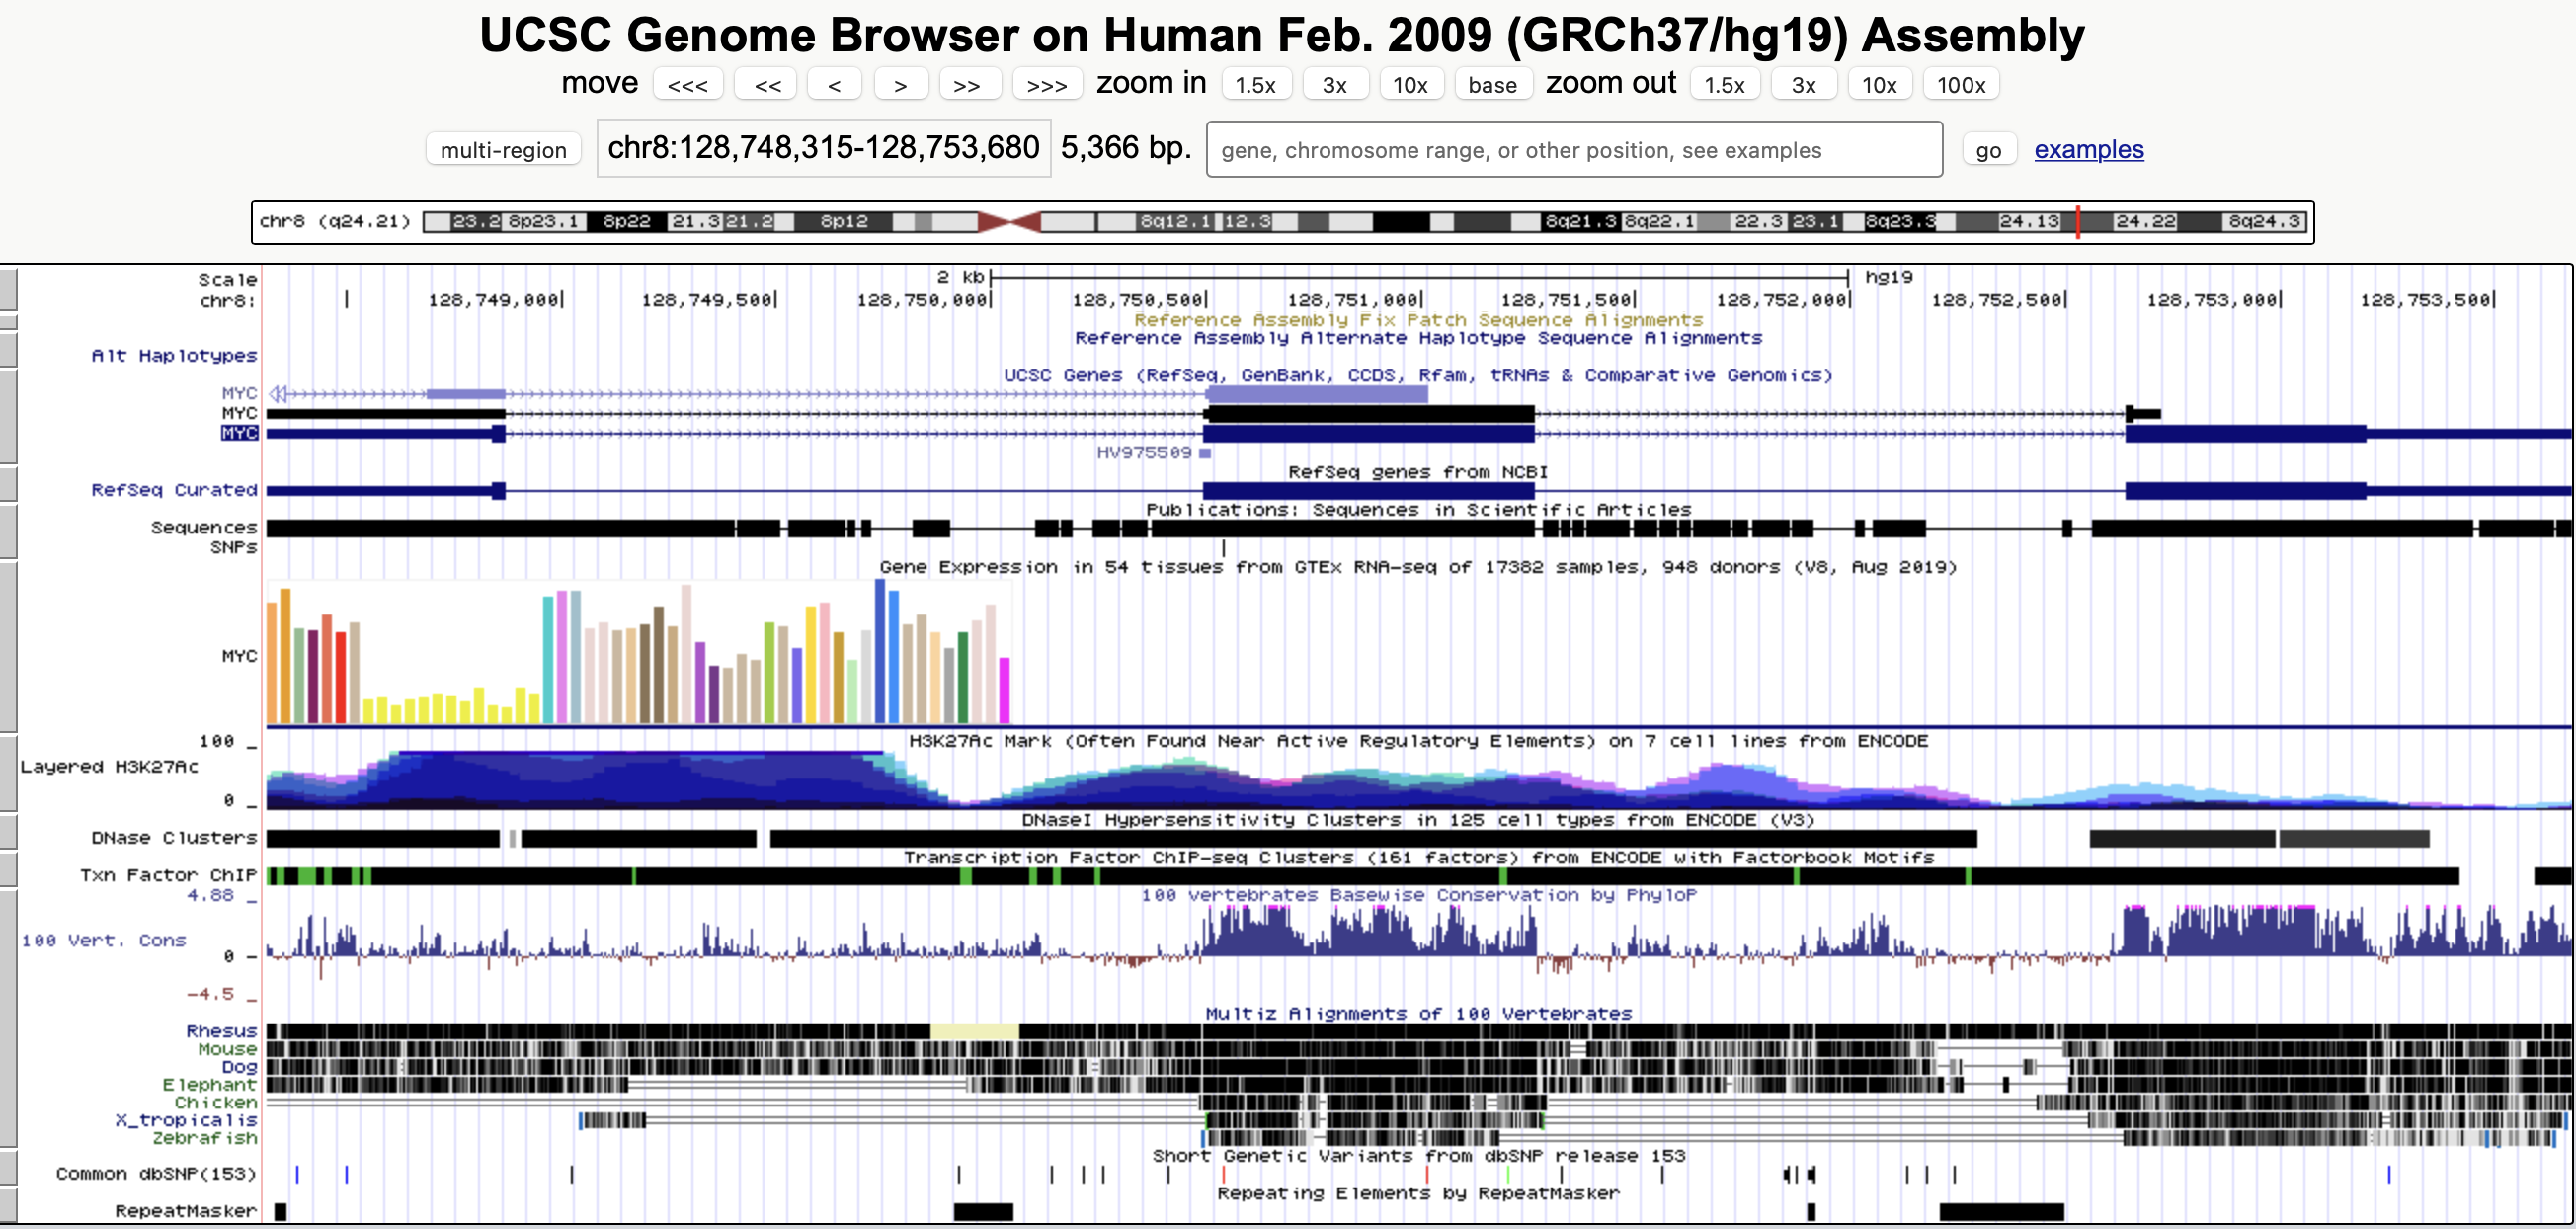 UCSC Genome Browser on Human Feb. 2009 (GRCh37/hg19) Assembly
move <<< << < > >> >>> zoom in 1.5x 3x 10x base zoom out 1.5x 3x 10x 100x
multi-region chr8:128,748,315-128,753,680 5,366 bp. gene, chromosome range, or other position, see examples go examples
chr8 (q24.21) 23.2 8p23.1 8p22 21.3 21.2 8p12 8q12.1 12.3 8q21.3 8q22.1 22.3 23.1 8q23.3 24.13 24.22 8q24.3
Scale 2 kb hg19
chr8: 128,749,000 128,749,500 128,750,000 128,750,500 128,751,000 128,751,500 128,752,000 128,752,500 128,753,000 128,753,500
Reference Assembly Fix Patch Sequence Alignments
Reference Assembly Alternate Haplotype Sequence Alignments
Alt Haplotypes
UCSC Genes (RefSeq, GenBank, CCDS, Rfam, tRNAs & Comparative Genomics)
MYC
MYC
MYC
HV975509
RefSeq genes from NCBI
RefSeq Curated
Publications: Sequences in Scientific Articles
Sequences
SNPs
Gene Expression in 54 tissues from GTEx RNA-seq of 17382 samples, 948 donors (V8, Aug 2019)
MYC
100 _
H3K27Ac Mark (Often Found Near Active Regulatory Elements) on 7 cell lines from ENCODE
Layered H3K27Ac
0 _
DNaseI Hypersensitivity Clusters in 125 cell types from ENCODE (V3)
DNase Clusters
Transcription Factor ChIP-seq Clusters (161 factors) from ENCODE with Factorbook Motifs
Txn Factor ChIP
4.88 _
100 vertebrates Basewise Conservation by PhyloP
100 Vert. Cons
0 -
-4.5 _
Multiz Alignments of 100 Vertebrates
Rhesus
Mouse
Dog
Elephant
Chicken
X_tropicalis
Zebrafish
Short Genetic Variants from dbSNP release 153
Common dbSNP(153)
Repeating Elements by RepeatMasker
RepeatMasker